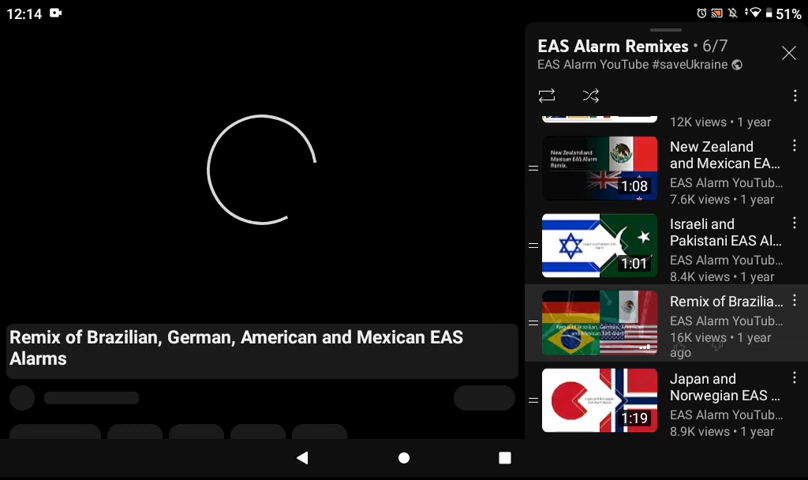 12:14
51%
EAS Alarm Remixes • 6/7
EAS Alarm YouTube #saveUkraine
12K views • 1 year
New Zealand and Mexican EAS Alarm Remix.
1:08
New Zealand
and Mexican EA...
EAS Alarm YouTub...
7.6K views • 1 year
1:01
Israeli and
Pakistani EAS Al...
EAS Alarm YouTub...
8.4K views • 1 year
Remix of Brazilia...
EAS Alarm YouTub...
16K views • 1 year
ago
1:19
Japan and
Norwegian EAS ...
EAS Alarm YouTub...
8.9K views • 1 year
Remix of Brazilian, German, American and Mexican EAS
Alarms